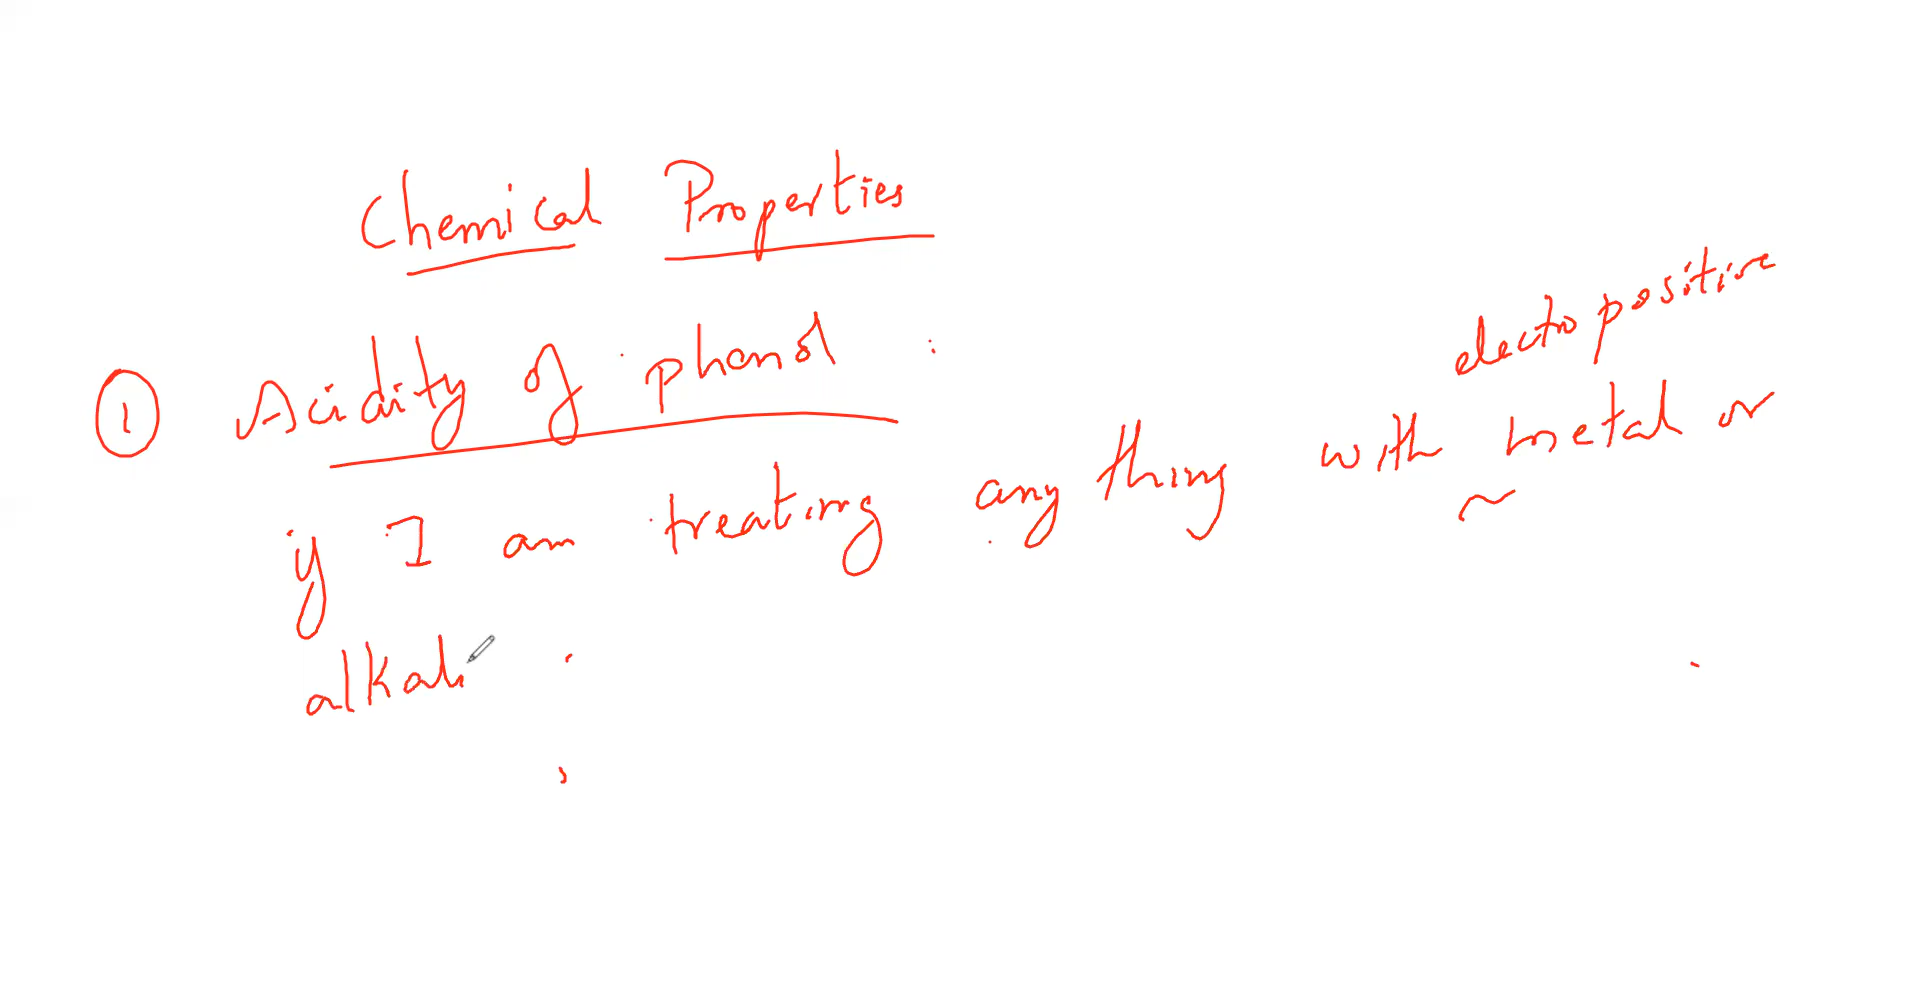 Chemical Properties
① Acidity of phenol :
electropositive
if I am treating any thing with metal or
alkali